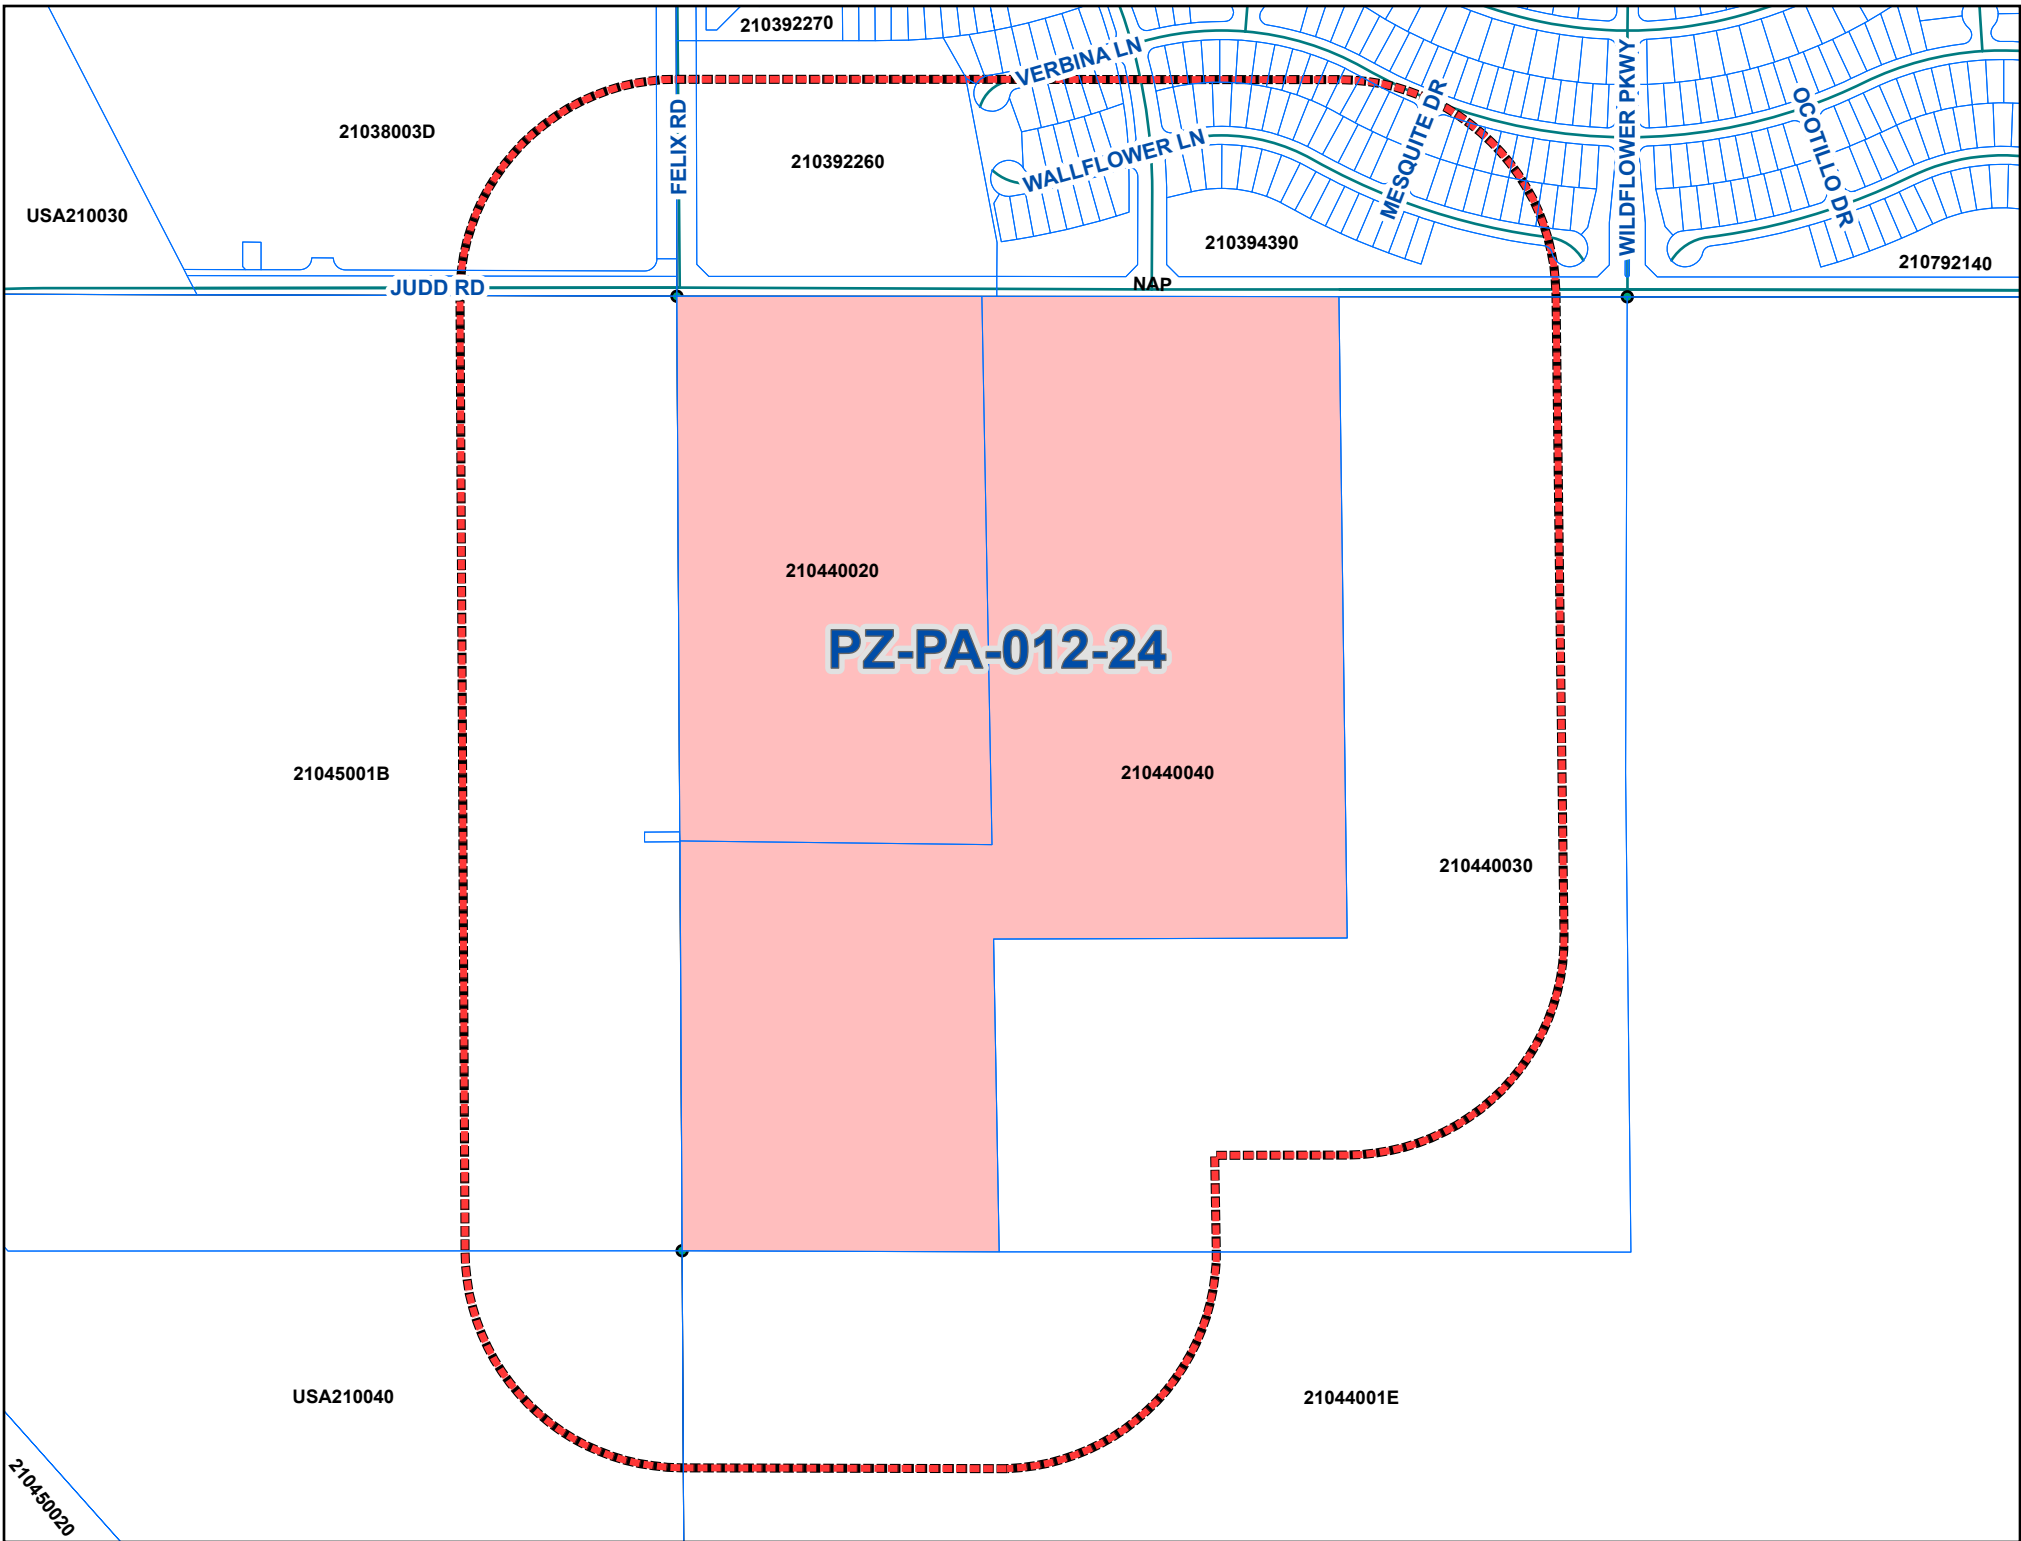 210392270
VERBINA LN
FELIX RD
MESQUITE DR
WILDFLOWER PKWY
OCOTILLO DR
21038003D
210392260
WALLFLOWER LN
USA210030
210394390
210792140
JUDD RD
NAP
210440020
PZ-PA-012-24
21045001B
210440040
210440030
USA210040
21044001E
210450020